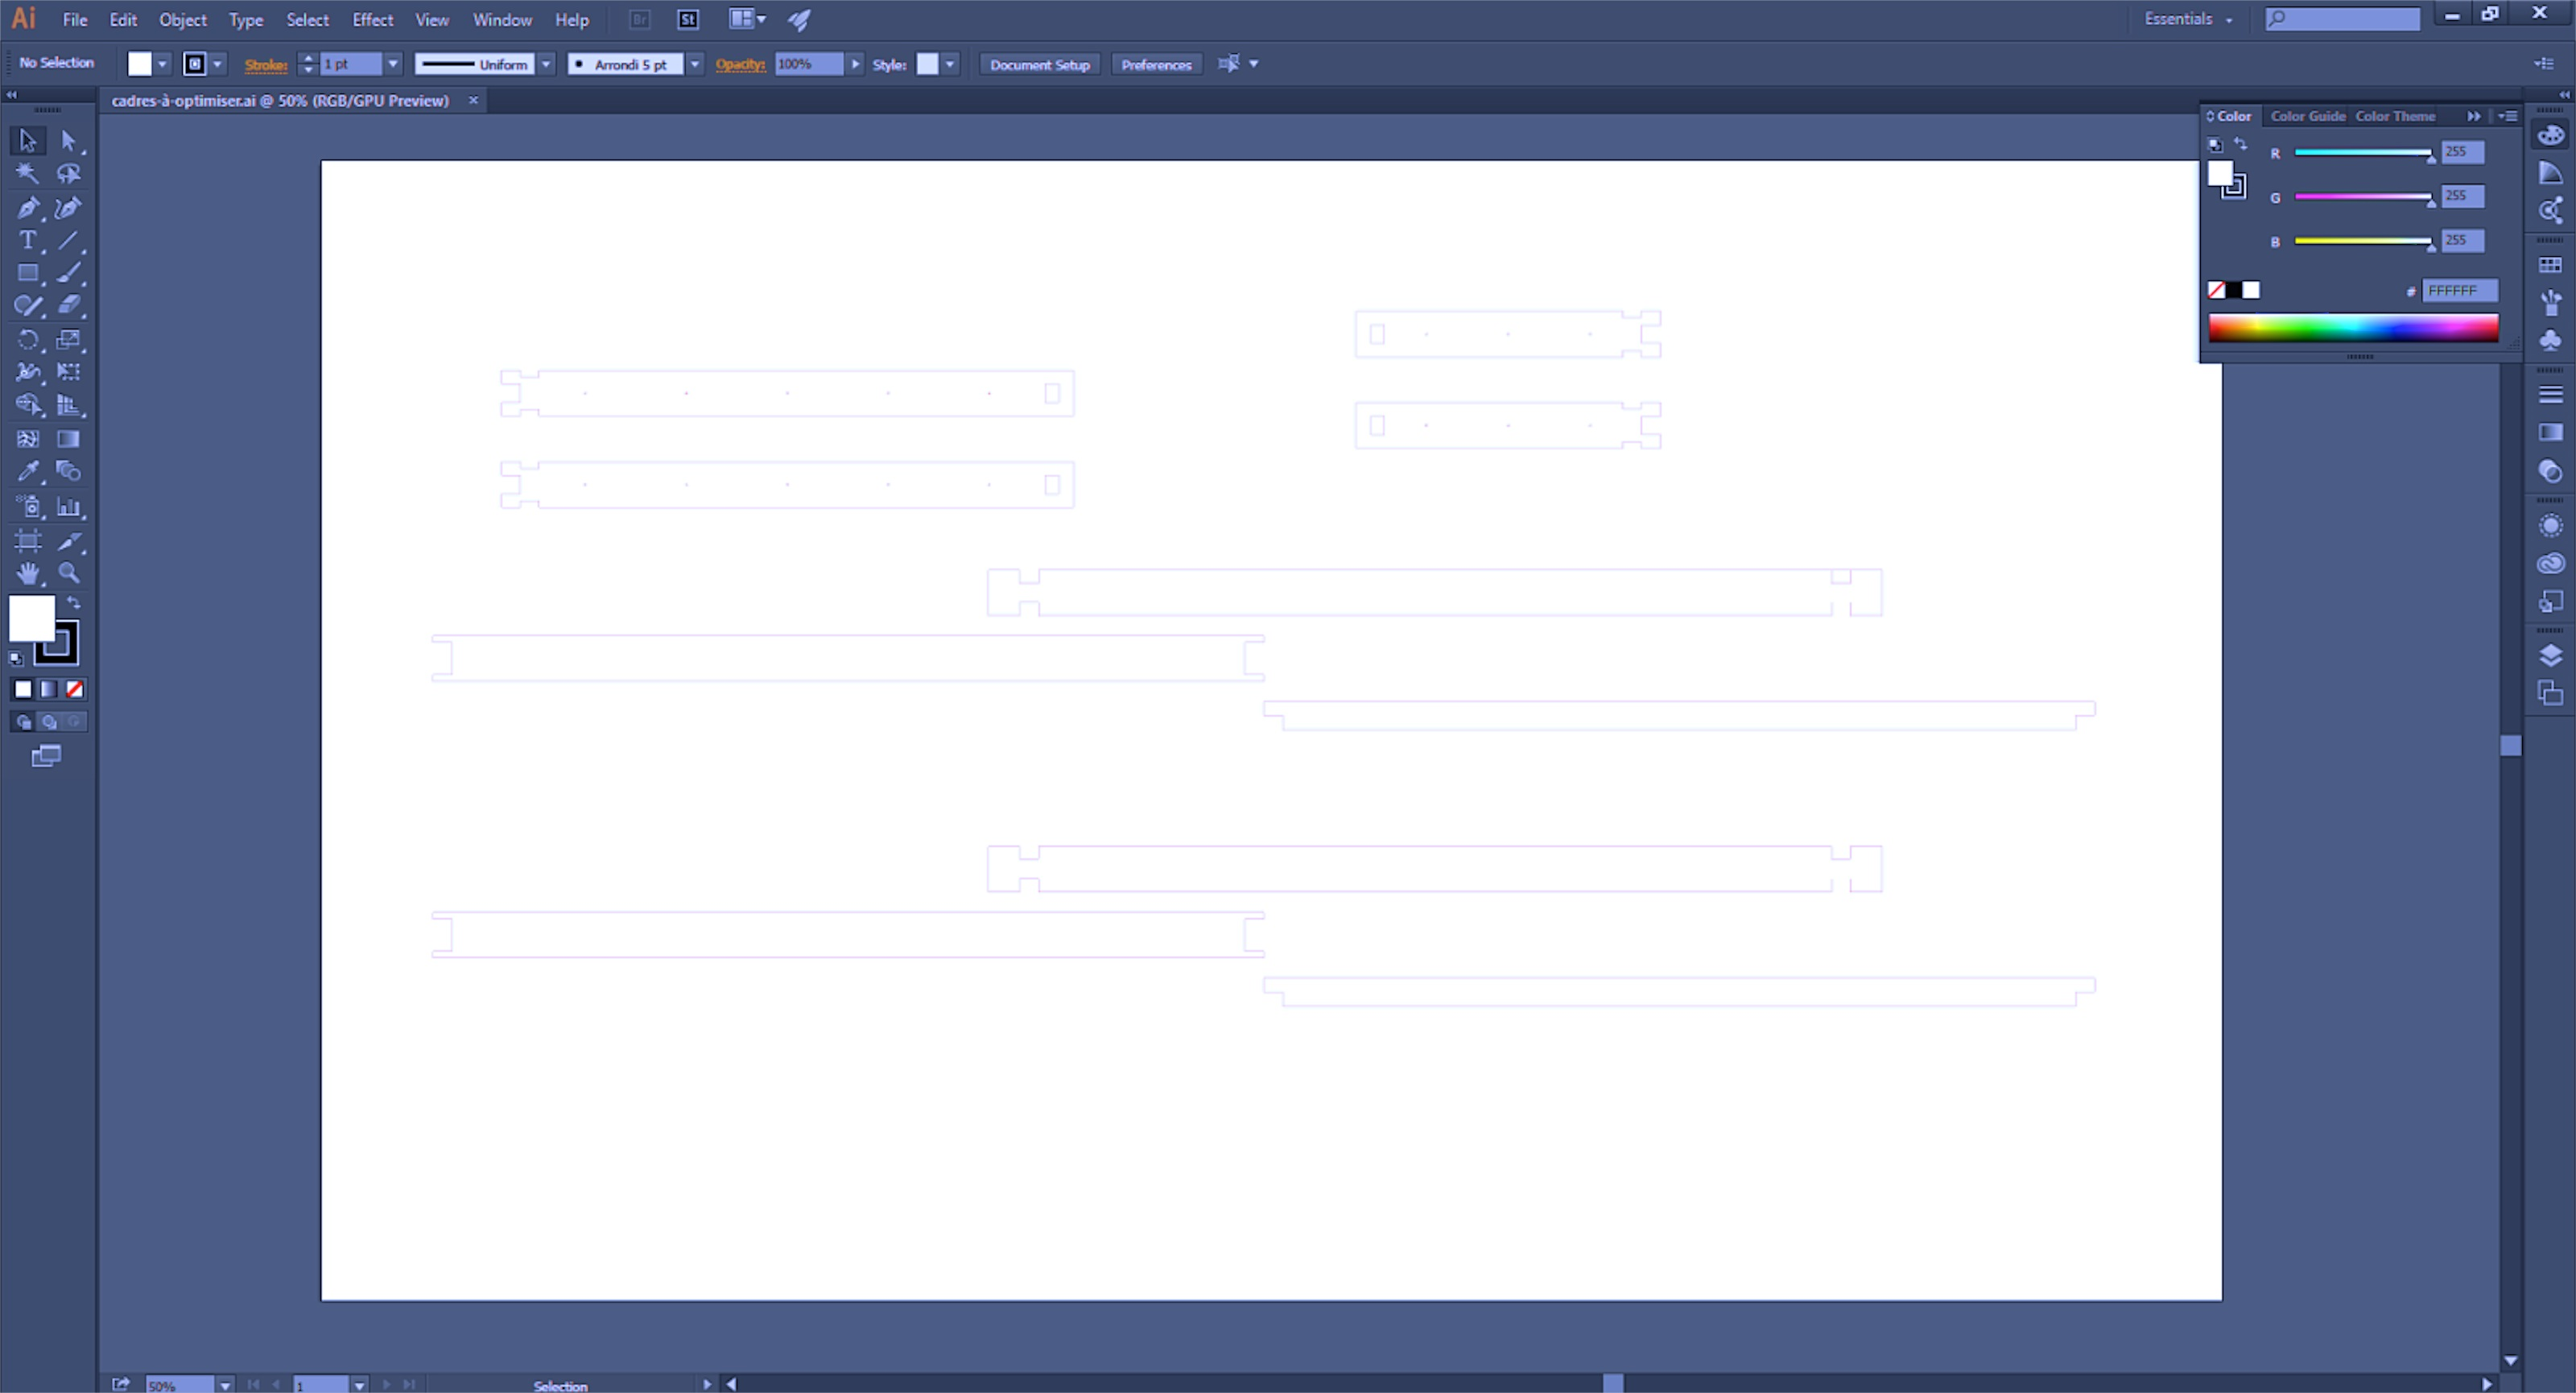 Ai File Edit Object Type Select Effect View Window Help Br St Essentials
No Selection Stroke: 1 pt Uniform Arrondi 5 pt Opacity: 100% Style: Document Setup Preferences
cadres-à-optimiser.ai @ 50% (RGB/GPU Preview) ×
Color Color Guide Color Theme
R 255
G 255
B 255
# FFFFFF
50% 1 Selection